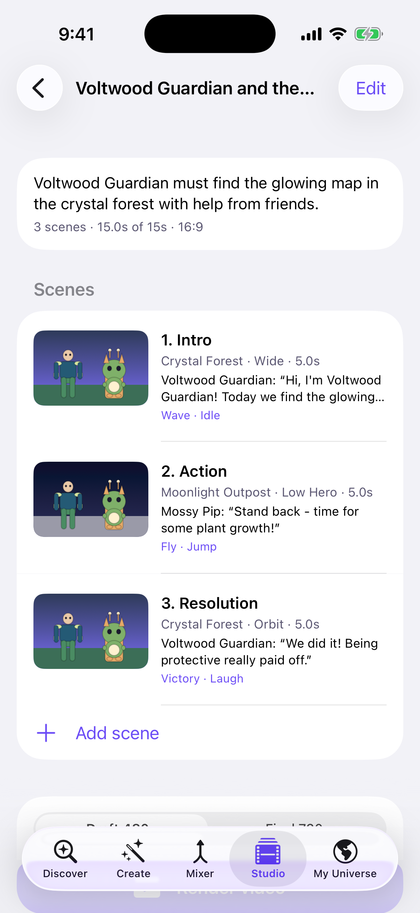 9:41
Voltwood Guardian and the...
Edit
Voltwood Guardian must find the glowing map in
the crystal forest with help from friends.
3 scenes · 15.0s of 15s · 16:9
Scenes
1. Intro
Crystal Forest · Wide · 5.0s
Voltwood Guardian: “Hi, I'm Voltwood
Guardian! Today we find the glowing...
Wave · Idle
2. Action
Moonlight Outpost · Low Hero · 5.0s
Mossy Pip: “Stand back - time for
some plant growth!”
Fly · Jump
3. Resolution
Crystal Forest · Orbit · 5.0s
Voltwood Guardian: “We did it! Being
protective really paid off.”
Victory · Laugh
Add scene
Discover
Create
Mixer
Studio
My Universe